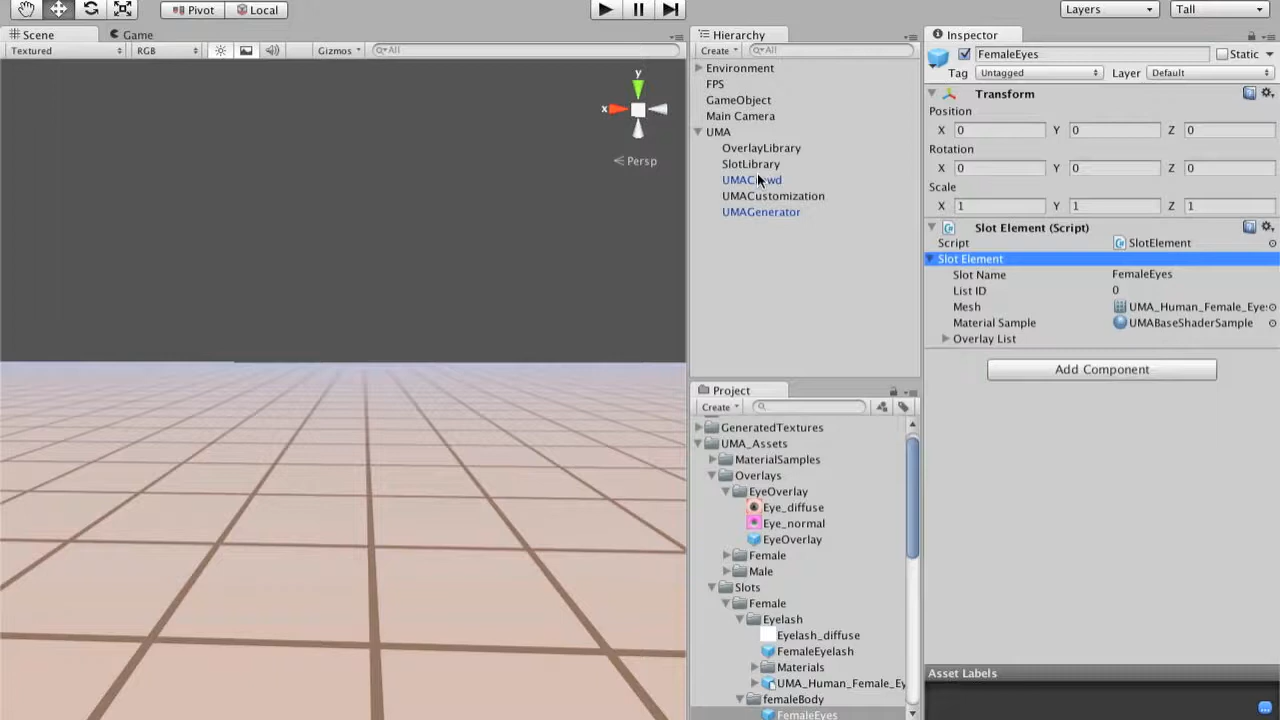 Pivot Local
Layers Tall
Scene Game
Textured RGB Gizmos All
y
x
Persp
Hierarchy
Create All
Environment
FPS
GameObject
Main Camera
UMA
OverlayLibrary
SlotLibrary
UMACrowd
UMACustomization
UMAGenerator
Project
Create
GeneratedTextures
UMA_Assets
MaterialSamples
Overlays
EyeOverlay
Eye_diffuse
Eye_normal
EyeOverlay
Female
Male
Slots
Female
Eyelash
Eyelash_diffuse
FemaleEyelash
Materials
UMA_Human_Female_Ey
femaleBody
FemaleEyes
Inspector
FemaleEyes Static
Tag Untagged Layer Default
Transform
Position
X 0 Y 0 Z 0
Rotation
X 0 Y 0 Z 0
Scale
X 1 Y 1 Z 1
Slot Element (Script)
Script SlotElement
Slot Element
Slot Name FemaleEyes
List ID 0
Mesh UMA_Human_Female_Eye
Material Sample UMABaseShaderSample
Overlay List
Add Component
Asset Labels